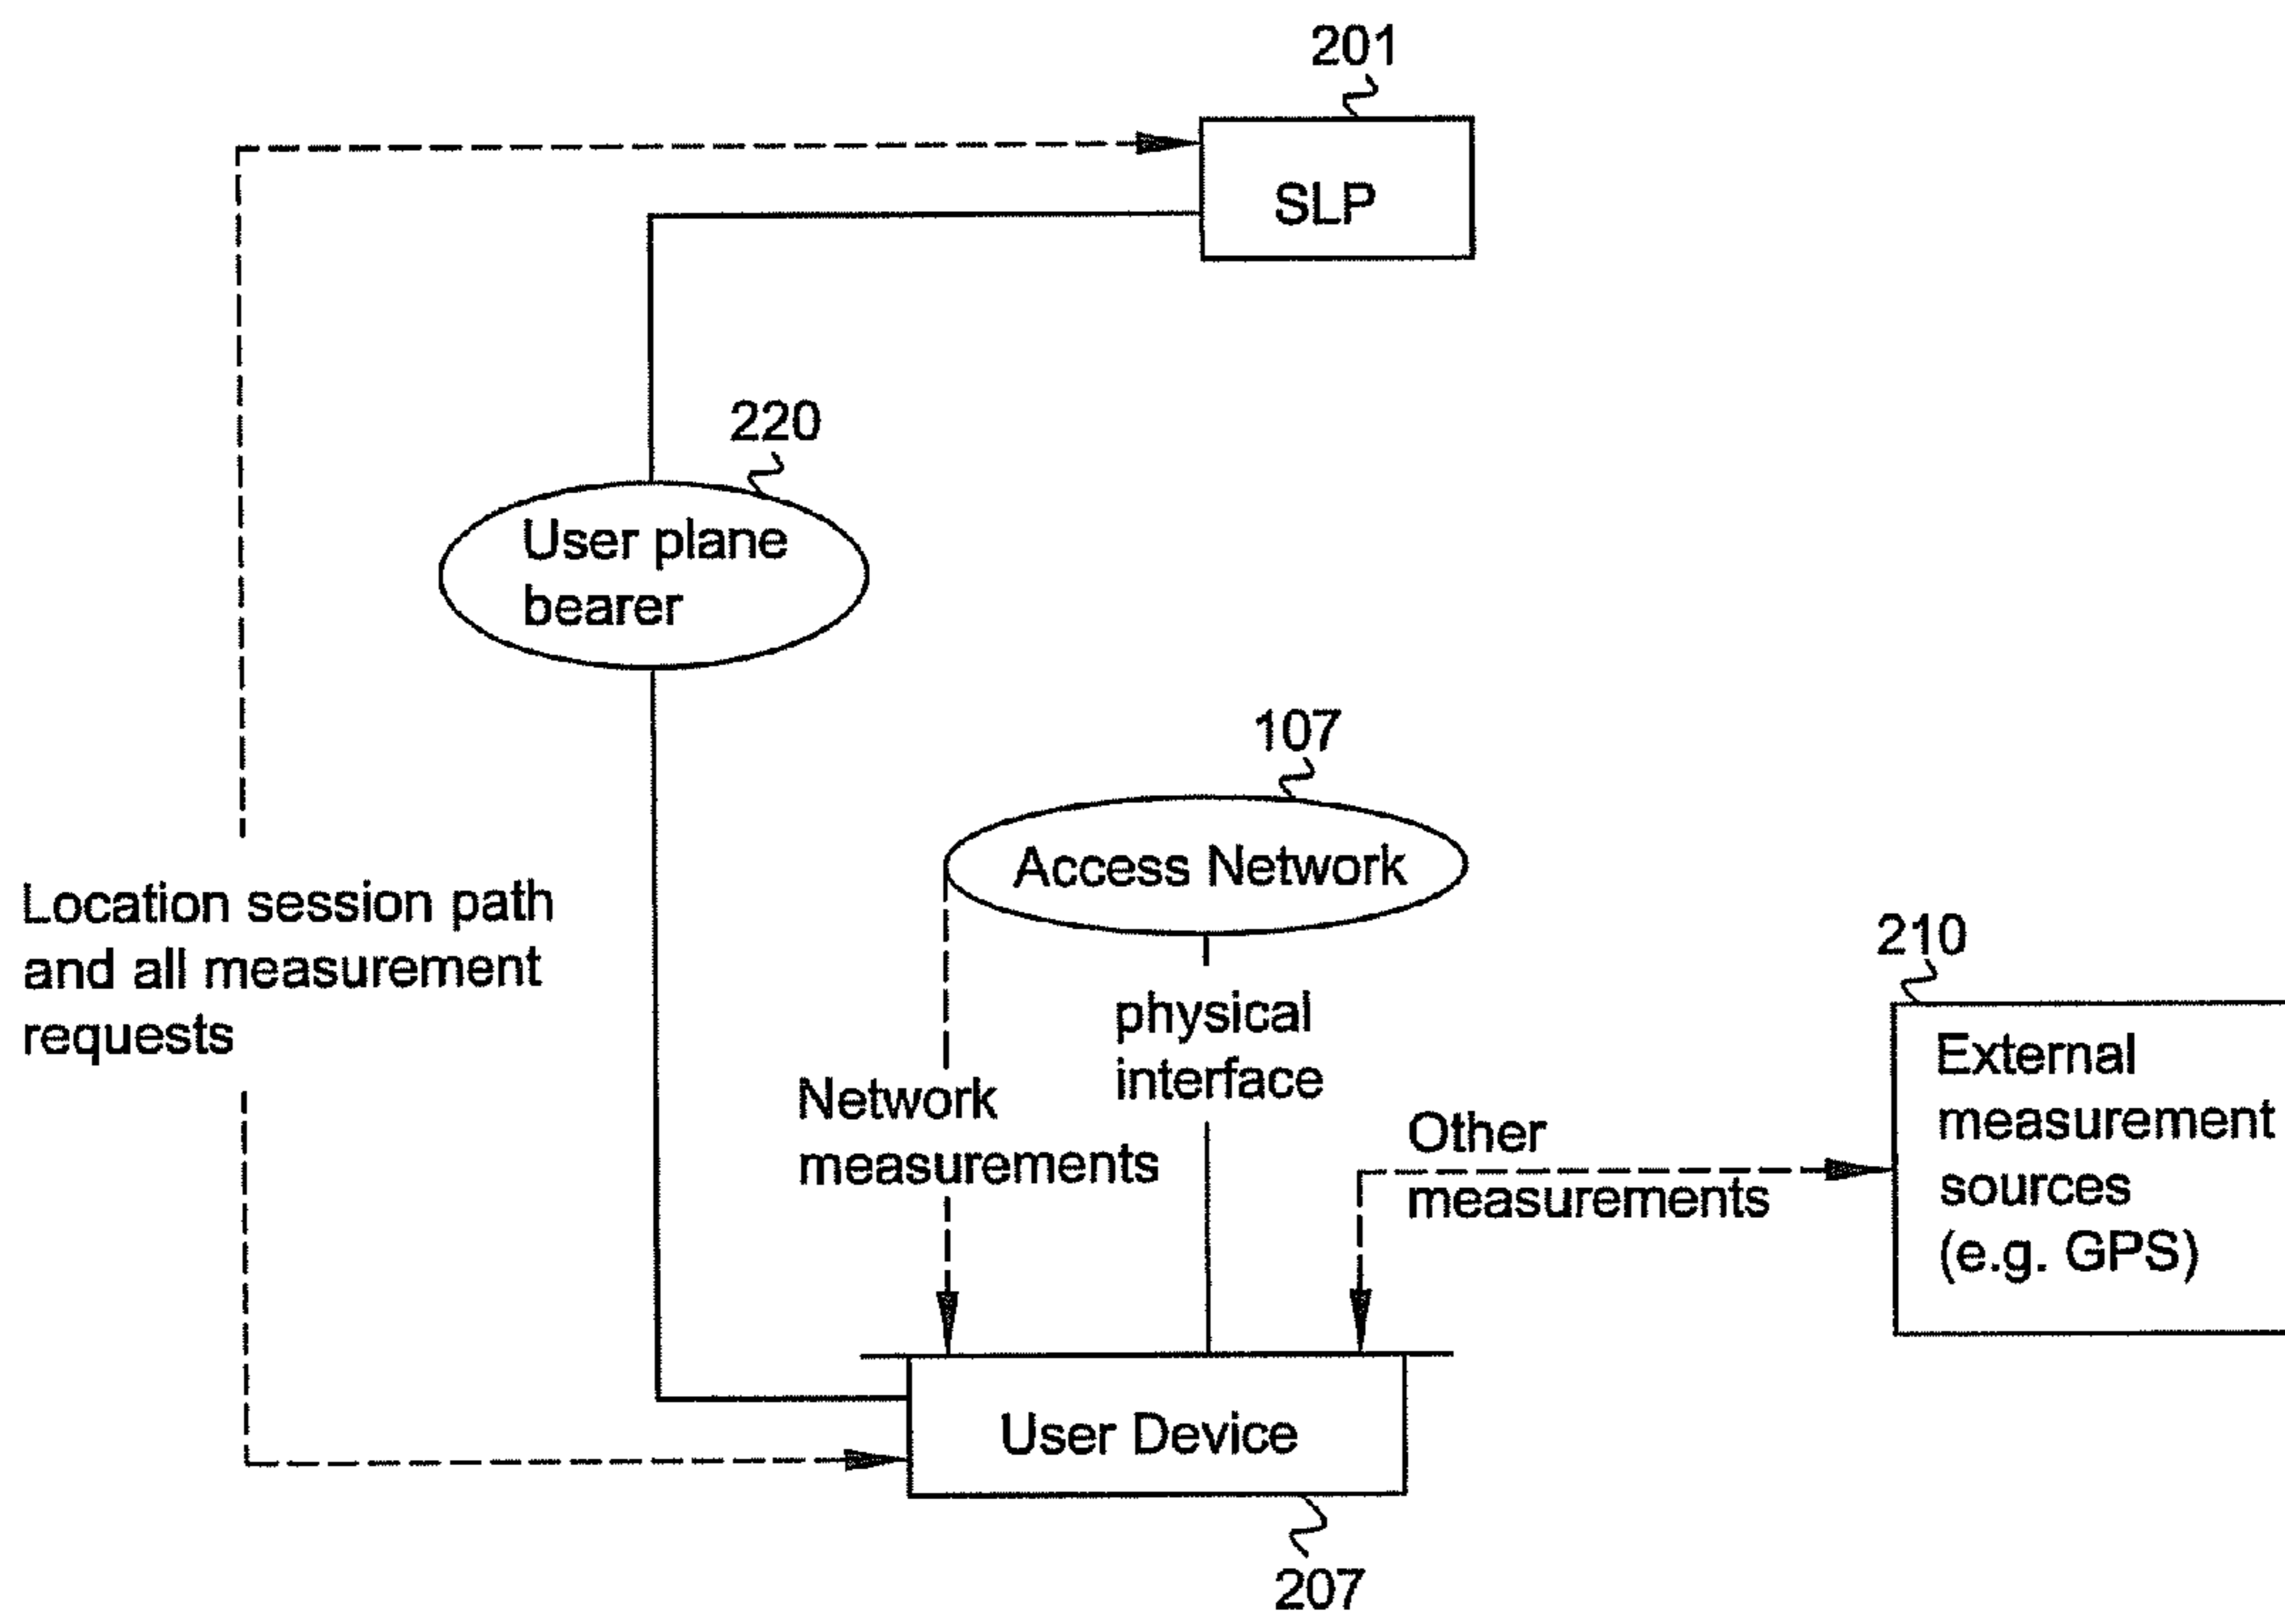 201
SLP
220
User plane
bearer
107
Access Network
Location session path
and all measurement
requests
210
physical
interface
External
measurement
sources
(e.g. GPS)
Network
measurements
Other
measurements
User Device
207